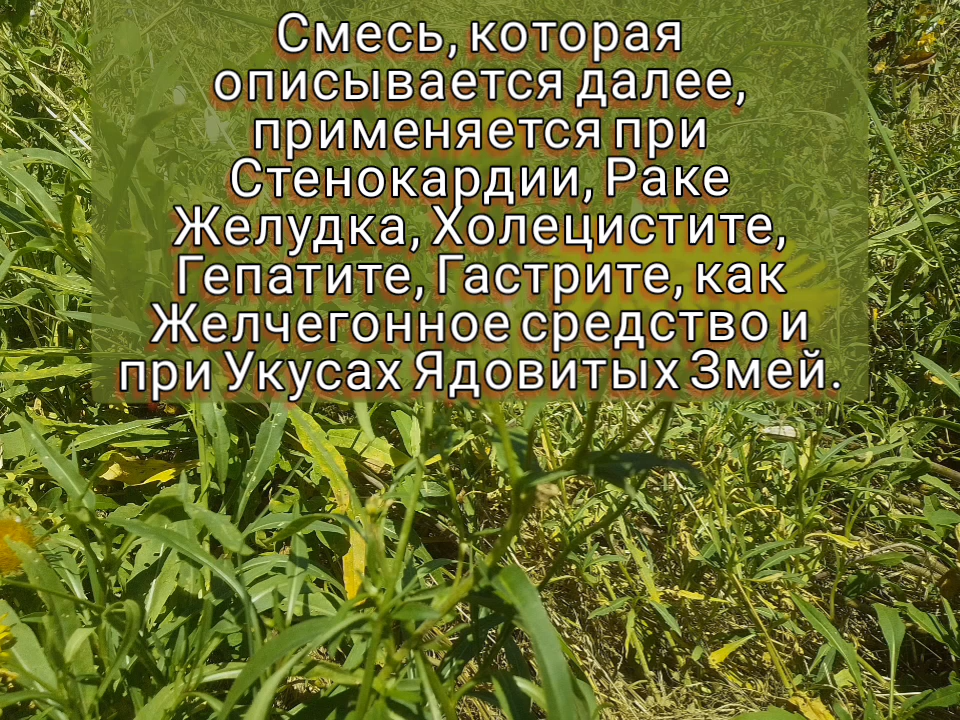 Смесь, которая
описывается далее,
применяется при
Стенокардии, Раке
Желудка, Холецистите,
Гепатите, Гастрите, как
Желчегонное средство и
при Укусах Ядовитых Змей.